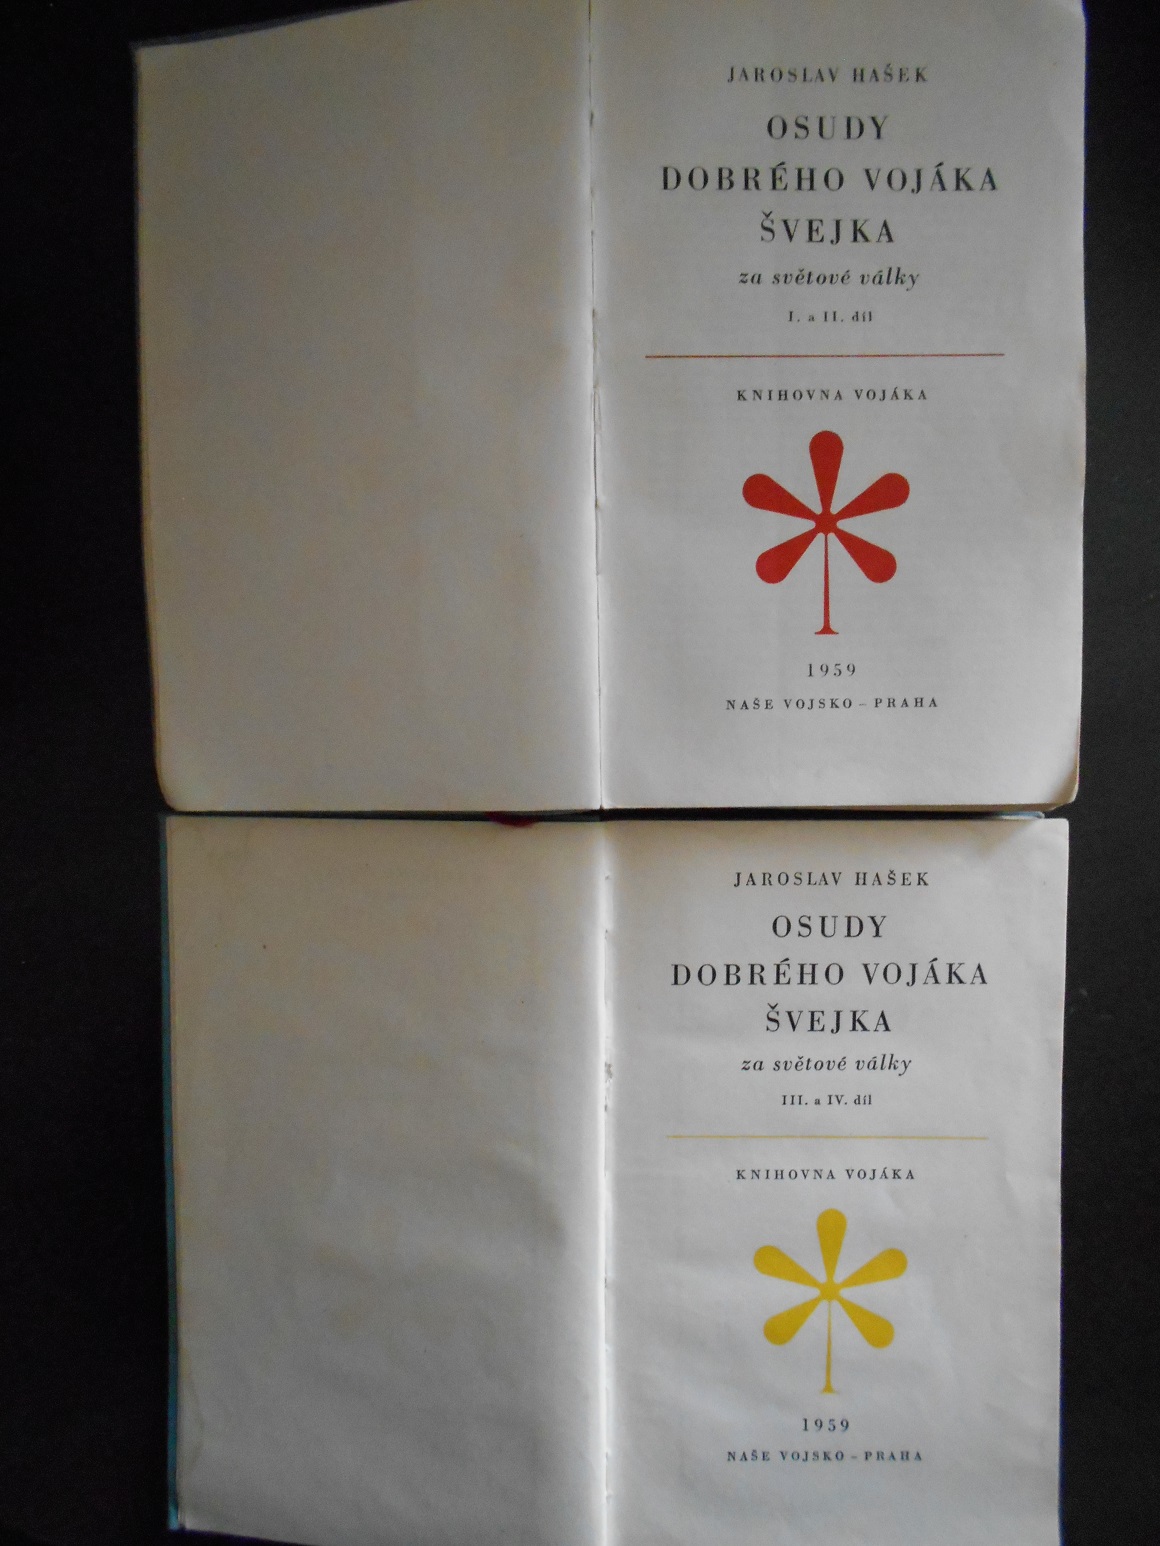 JAROSLAV HAŠEK
OSUDY
DOBRÉHO VOJÁKA
ŠVEJKA
za světové války
I. a II. díl
KNIHOVNA VOJÁKA
1959
NAŠE VOJSKO – PRAHA
JAROSLAV HAŠEK
OSUDY
DOBRÉHO VOJÁKA
ŠVEJKA
za světové války
III. a IV. díl
KNIHOVNA VOJÁKA
1959
NAŠE VOJSKO – PRAHA